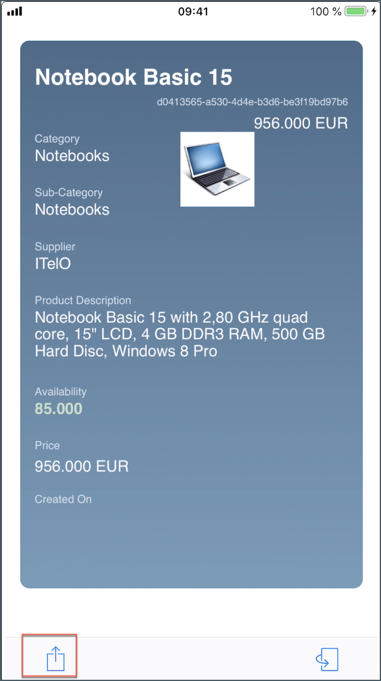 09:41
100 %
Notebook Basic 15
d0413565-a530-4d4e-b3d6-be3f19bd97b6
956.000 EUR
Category
Notebooks
Sub-Category
Notebooks
Supplier
ITelO
Product Description
Notebook Basic 15 with 2,80 GHz quad
core, 15" LCD, 4 GB DDR3 RAM, 500 GB
Hard Disc, Windows 8 Pro
Availability
85.000
Price
956.000 EUR
Created On